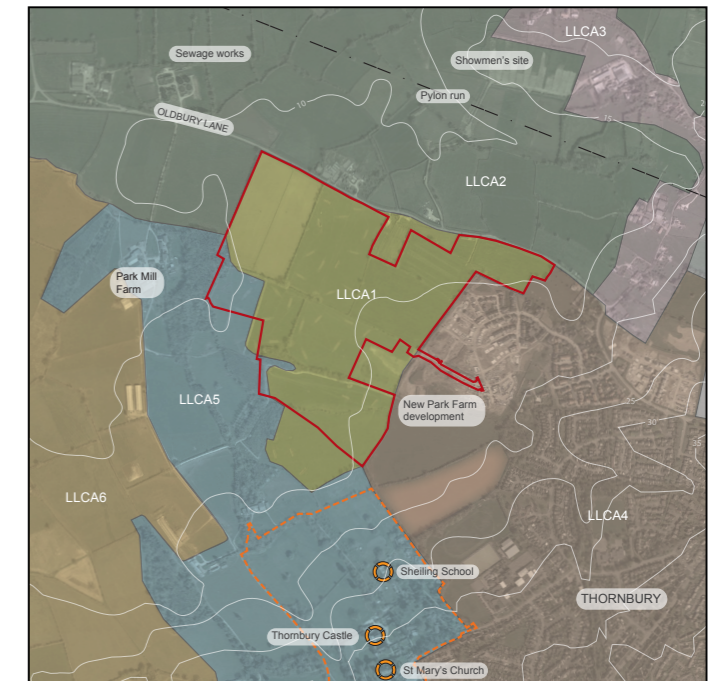 LLCA3
Sewage works
Showmen's site
Pylon run
10
OLDBURY LANE
15
LLCA2
Park Mill
Farm
LLCA1
LLCA5
New Park Farm
development
25
30
35
LLCA6
LLCA4
Sheiling School
THORNBURY
Thornbury Castle
St Mary's Church